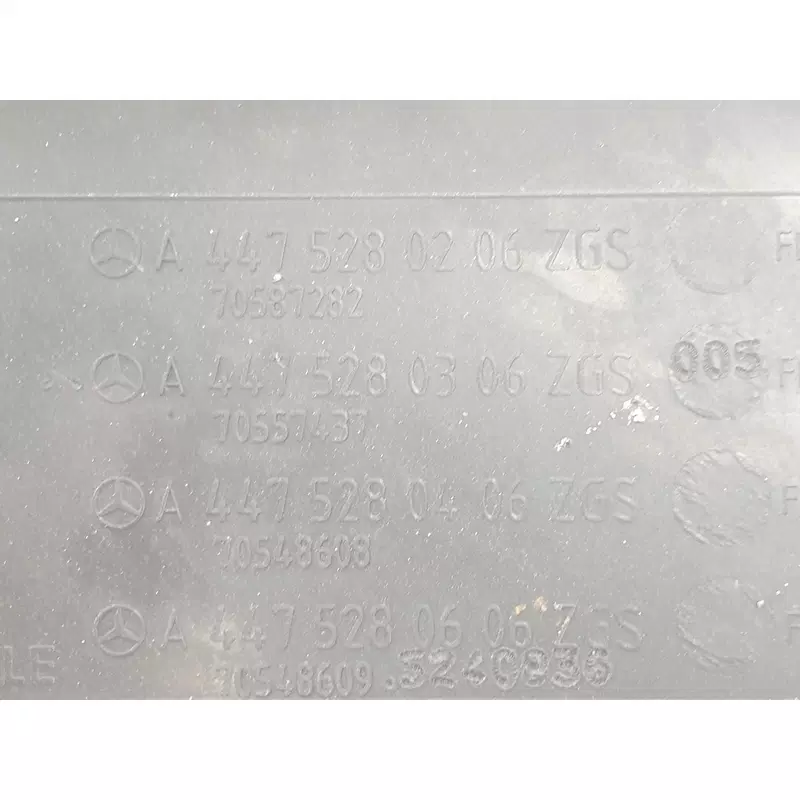 A 447 528 02 06 ZGS
70587282
A 447 528 03 06 ZGS 005
70557437
A 447 528 04 06 ZGS
70548608
A 447 528 06 06 ZGS
LE 70548609 5240936